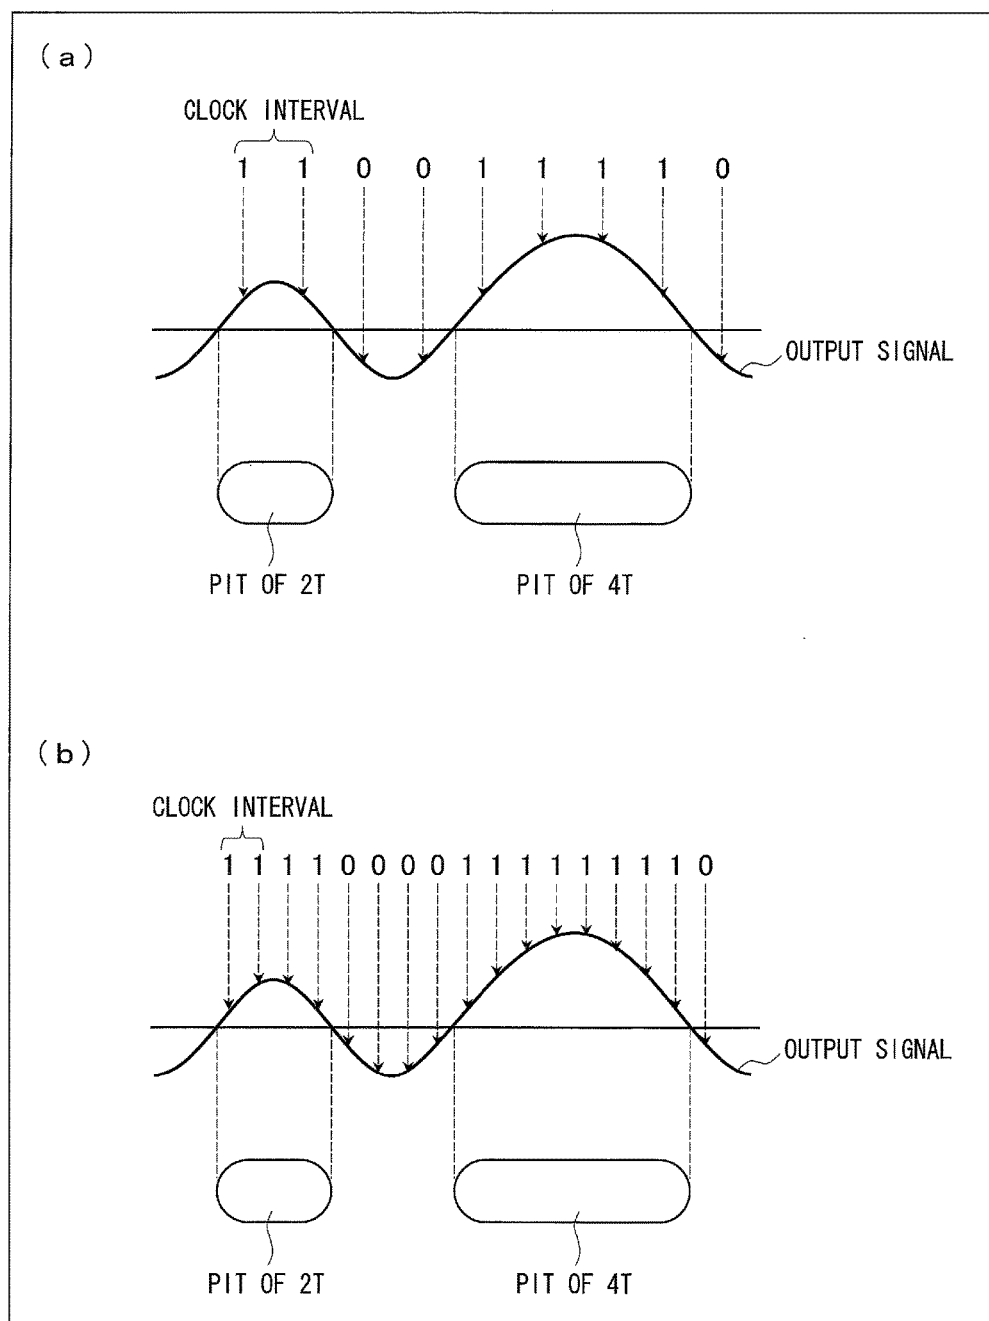 (a)
CLOCK INTERVAL
1 1 0 0 1 1 1 1 0
OUTPUT SIGNAL
PIT OF 2T PIT OF 4T
(b)
CLOCK INTERVAL
1 1 1 1 0 0 0 0 1 1 1 1 1 1 1 1 0
OUTPUT SIGNAL
PIT OF 2T PIT OF 4T